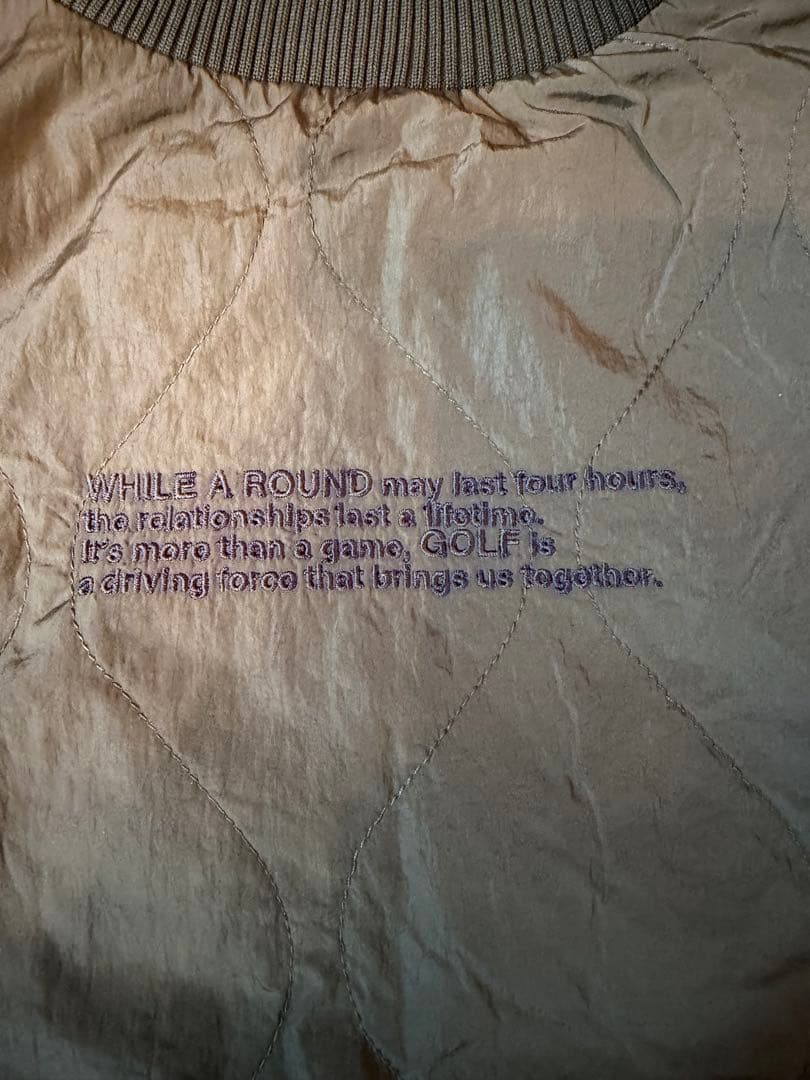 WHILE A ROUND may last four hours,
the relationships last a lifetime.
It's more than a game, GOLF is
a driving force that brings us together.